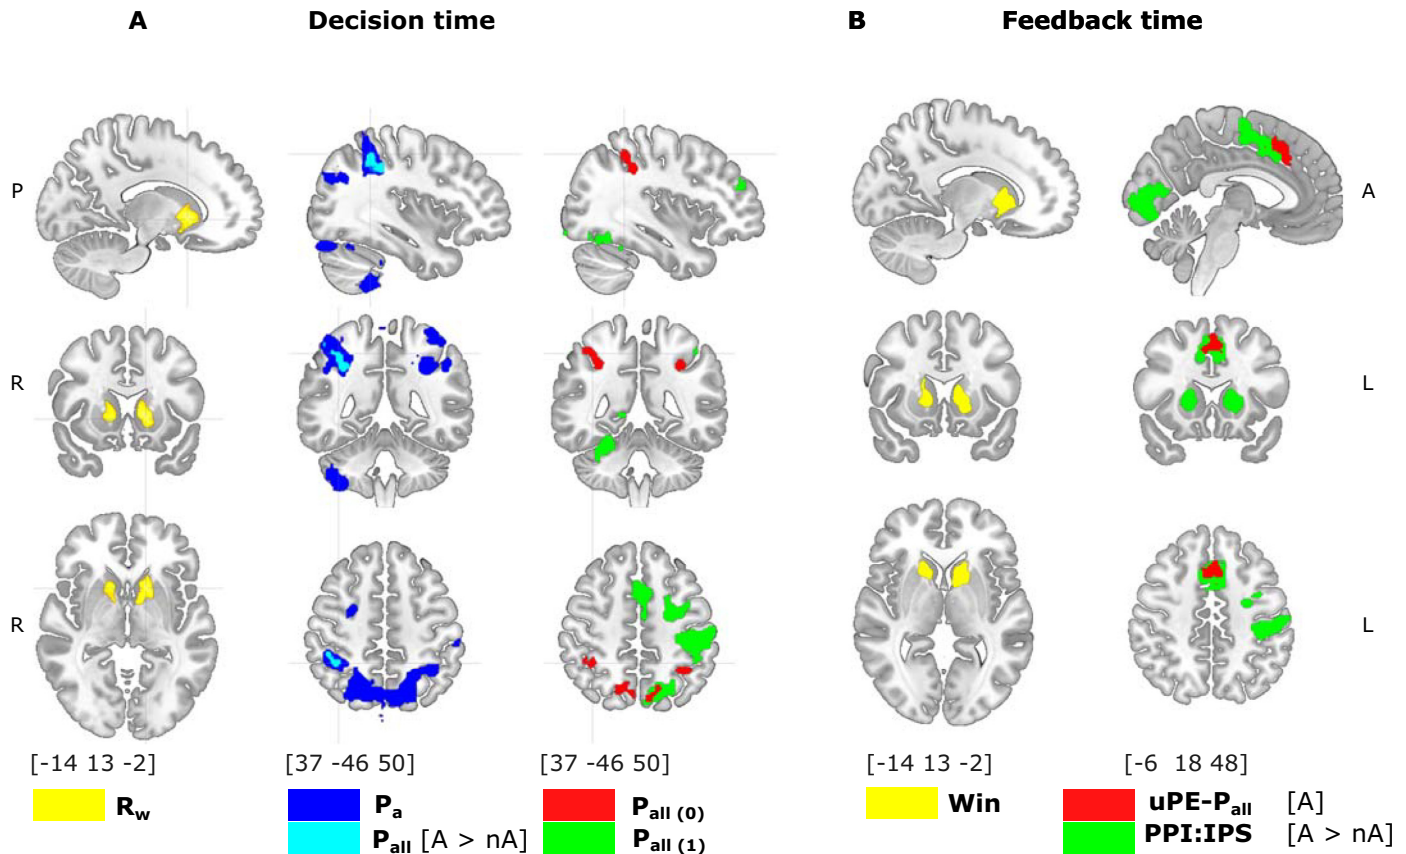 A Decision time B Feedback time
P A
R L
R L
[-14 13 -2] [37 -46 50] [37 -46 50] [-14 13 -2] [-6 18 48]
Rw Pa Pall (0) Win uPE-Pall [A]
Pall [A > nA] Pall (1) PPI:IPS [A > nA]